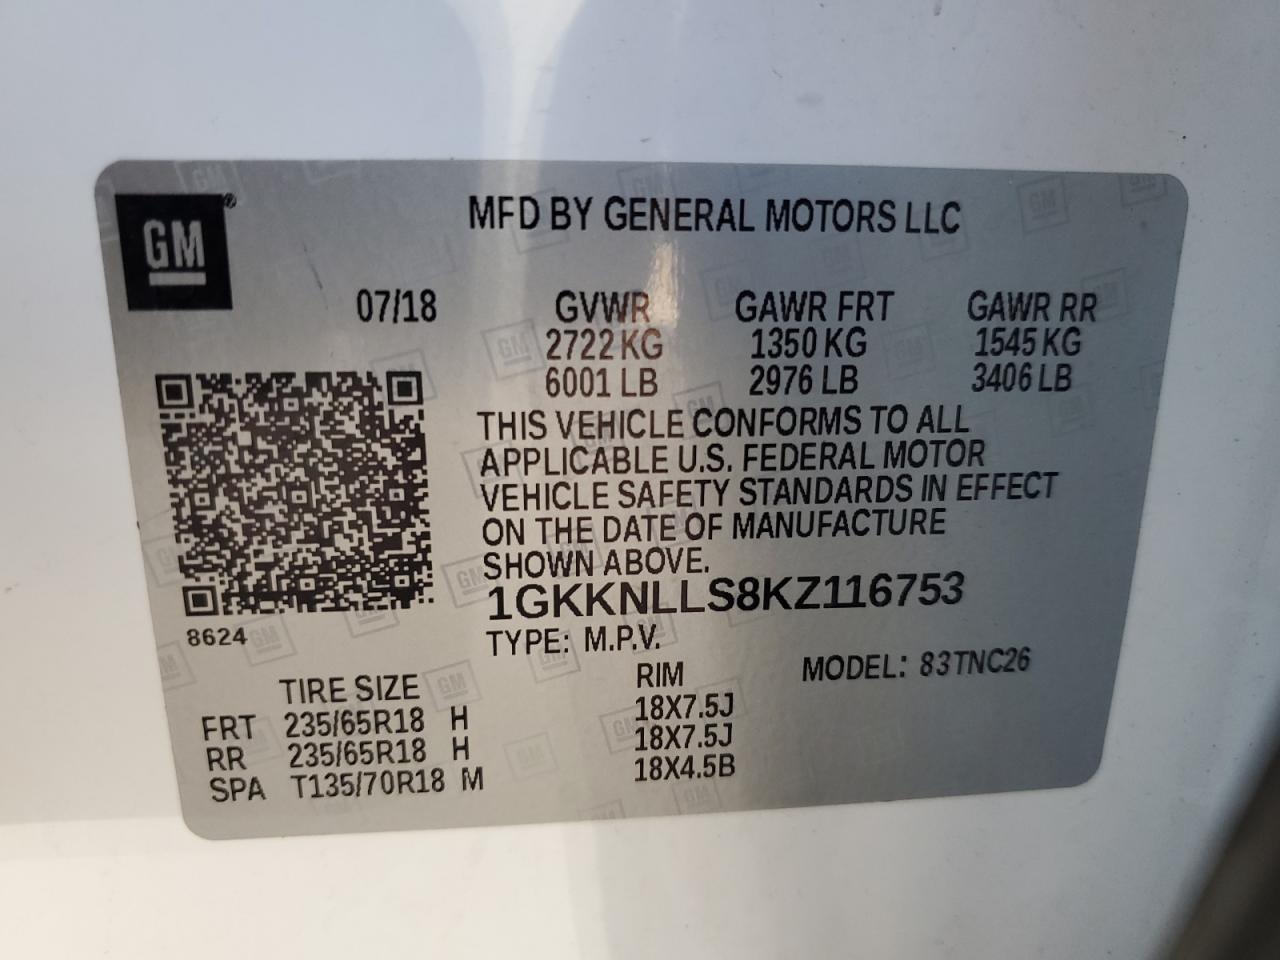 GM
MFD BY GENERAL MOTORS LLC
07/18 GVWR GAWR FRT GAWR RR
2722 KG 1350 KG 1545 KG
6001 LB 2976 LB 3406 LB
THIS VEHICLE CONFORMS TO ALL
APPLICABLE U.S. FEDERAL MOTOR
VEHICLE SAFETY STANDARDS IN EFFECT
ON THE DATE OF MANUFACTURE
SHOWN ABOVE.
1GKKNLLS8KZ116753
8624
TYPE: M.P.V.
MODEL: 83TNC26
TIRE SIZE RIM
FRT 235/65R18 H 18X7.5J
RR 235/65R18 H 18X7.5J
SPA T135/70R18 M 18X4.5B